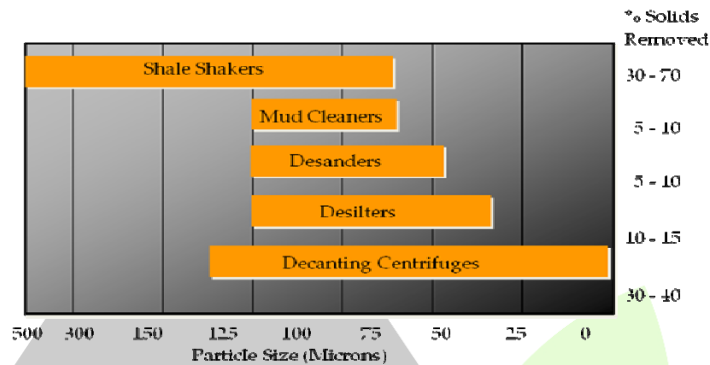 % Solids
Removed
Shale Shakers
30 - 70
Mud Cleaners
5 - 10
Desanders
5 - 10
Desilters
10 - 15
Decanting Centrifuges
30 - 40
500 300 150 125 100 75 50 25 0
Particle Size (Microns)